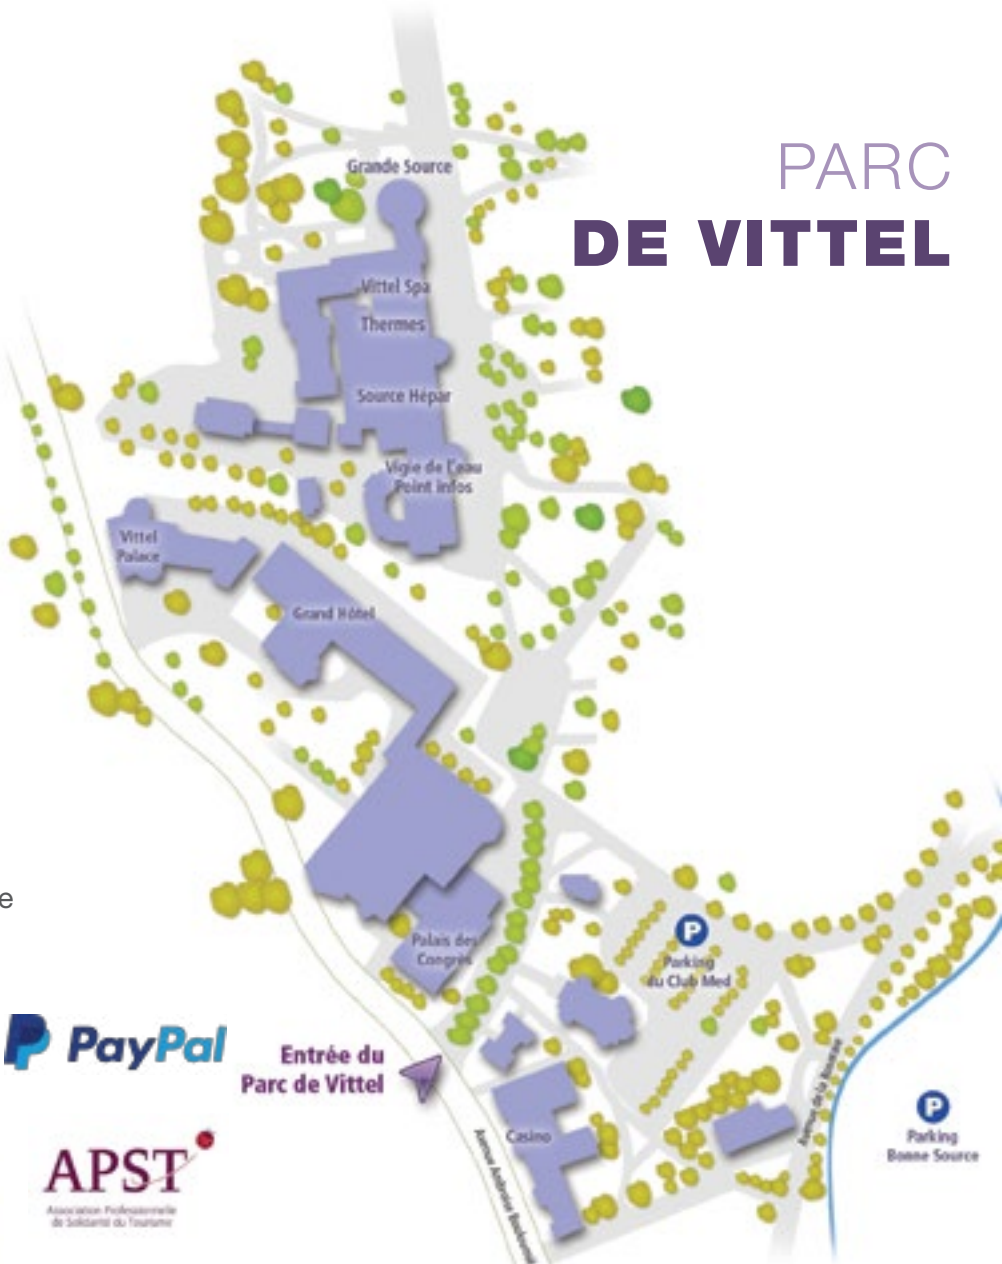 PARC
DE VITTEL
Grande Source
Vittel Spa
Thermes
Source Hépar
Vigie de L'eau
Point infos
Vittel
Palace
Grand Hôtel
e
P
Parking
du Club Med
Palais des
Congrès
PayPal
Entrée du
Parc de Vittel
Avenue de la
P
Parking
Bonne Source
Casino
Avenue Ambroise
APST
Association Professionnelle
de Solidarité du Tourisme